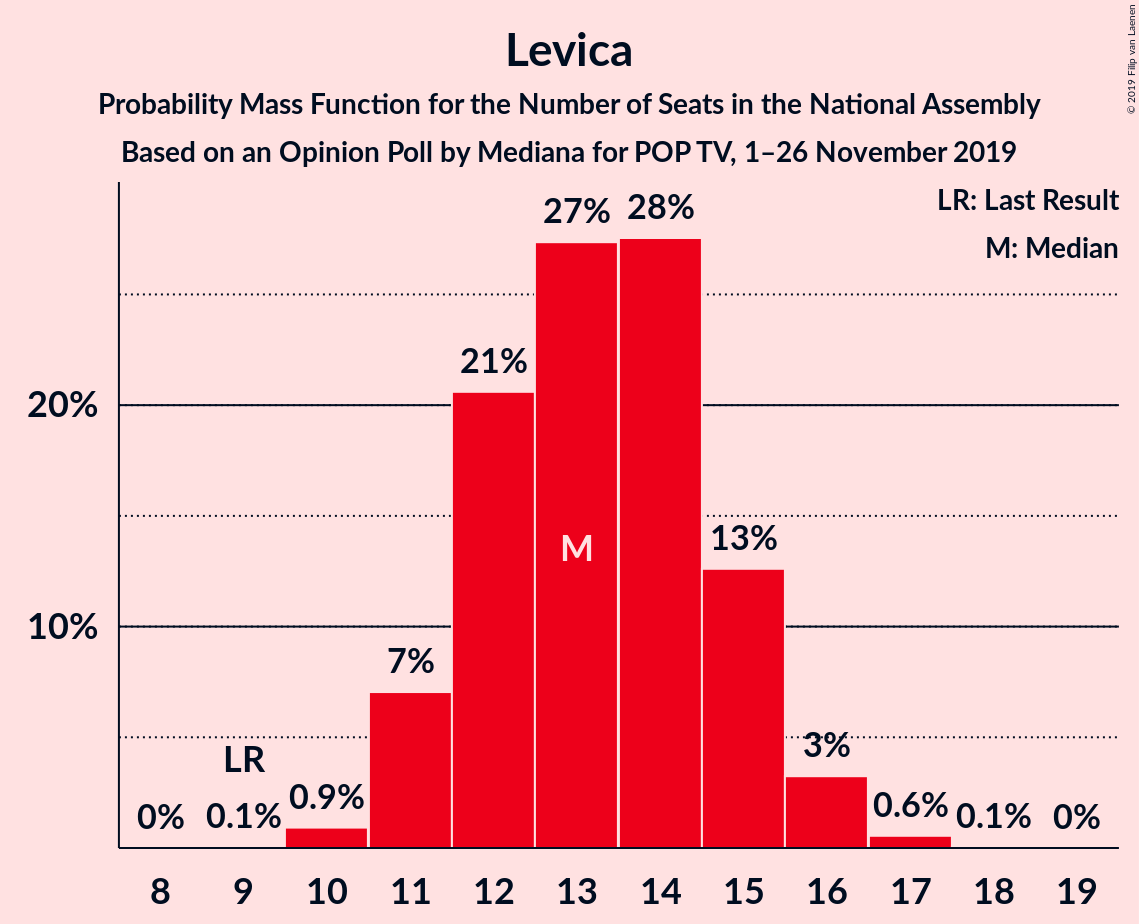 Levica
Probability Mass Function for the Number of Seats in the National Assembly
Based on an Opinion Poll by Mediana for POP TV, 1–26 November 2019
© 2019 Filip van Laenen
LR: Last Result
M: Median
27%
28%
21%
20%
13%
M
10%
7%
LR
3%
0%
0.1%
0.9%
0.6%
0.1%
0%
8 9 10 11 12 13 14 15 16 17 18 19